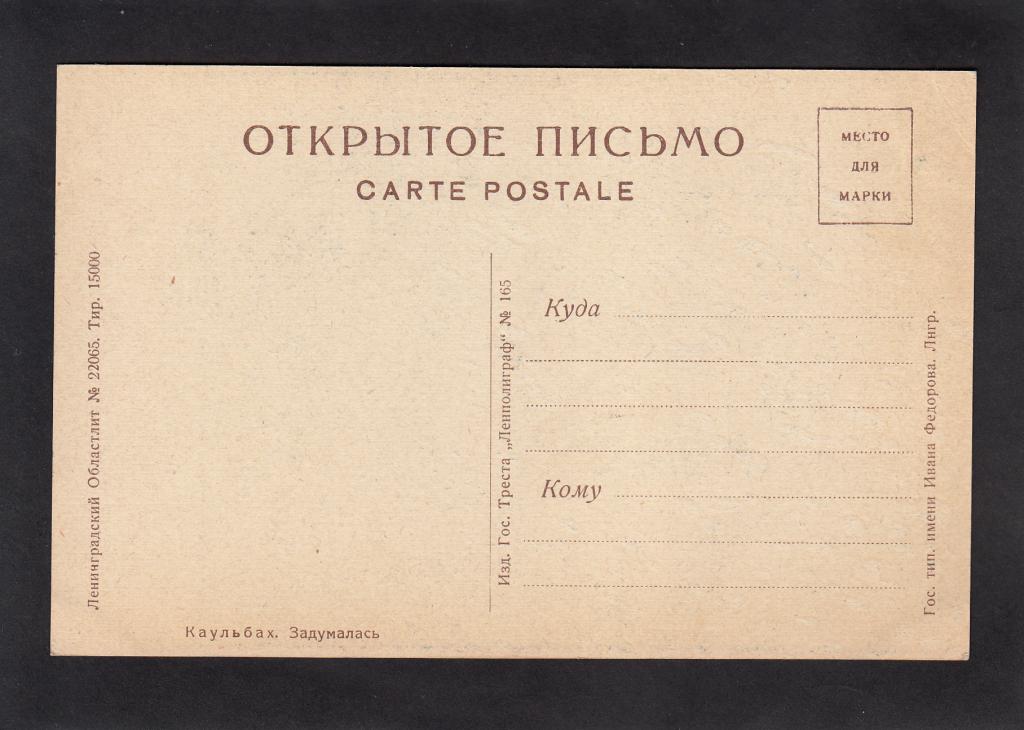 ОТКРЫТОЕ ПИСЬМО
CARTE POSTALE
МЕСТО
ДЛЯ
МАРКИ
Ленинградский Областлит № 22065. Тир. 15000
Изд. Гос. Треста „Ленполиграф“ № 165
Куда
Кому
Гос. тип. имени Ивана Федорова. Лнгр.
Каульбах. Задумалась